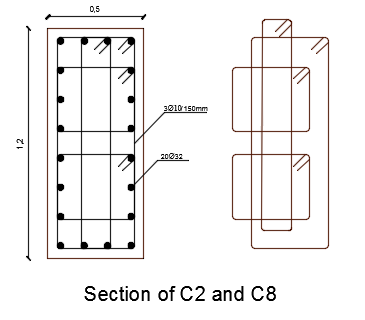 0,5
1,2
3Ø10/150mm
20Ø32
Section of C2 and C8